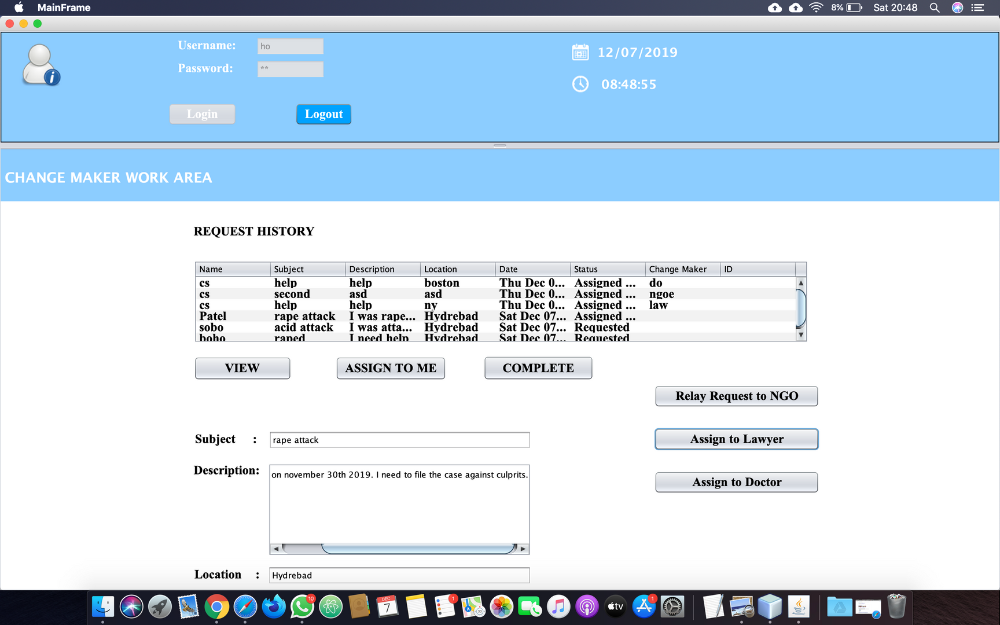 MainFrame 8% Sat 20:48
Username: ho
Password: **
12/07/2019
08:48:55
Login Logout
CHANGE MAKER WORK AREA
REQUEST HISTORY
Name Subject Description Location Date Status Change Maker ID
cs help help boston Thu Dec 0... Assigned ... do
cs second asd asd Thu Dec 0... Assigned ... ngoe
cs help help ny Thu Dec 0... Assigned ... law
Patel rape attack I was rape... Hydrebad Sat Dec 07... Assigned ...
sobo acid attack I was atta... Hydrebad Sat Dec 07... Requested
boho raped I need help Hydrebad Sat Dec 07... Requested
VIEW ASSIGN TO ME COMPLETE
Relay Request to NGO
Subject : rape attack
Assign to Lawyer
Description: on november 30th 2019. I need to file the case against culprits.
Assign to Doctor
Location : Hydrebad
10 DEC 7 1 tv 1